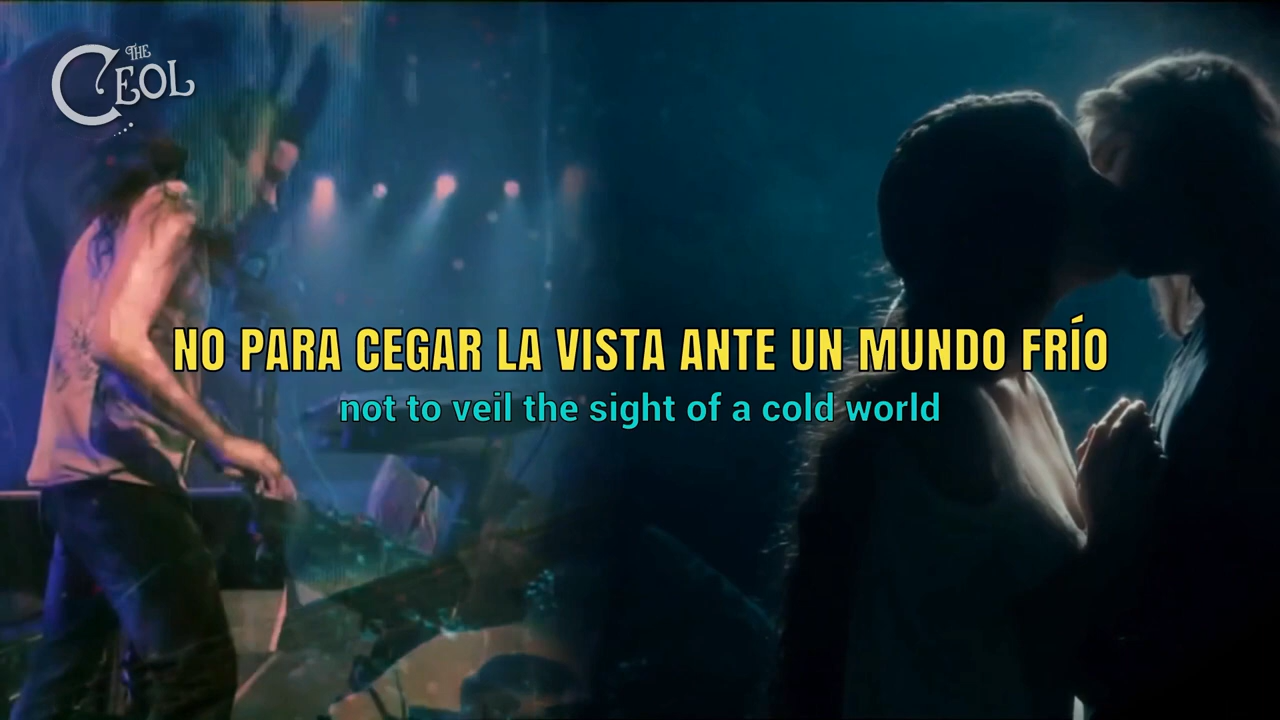 THE
CEOL
NO PARA CEGAR LA VISTA ANTE UN MUNDO FRÍO
not to veil the sight of a cold world